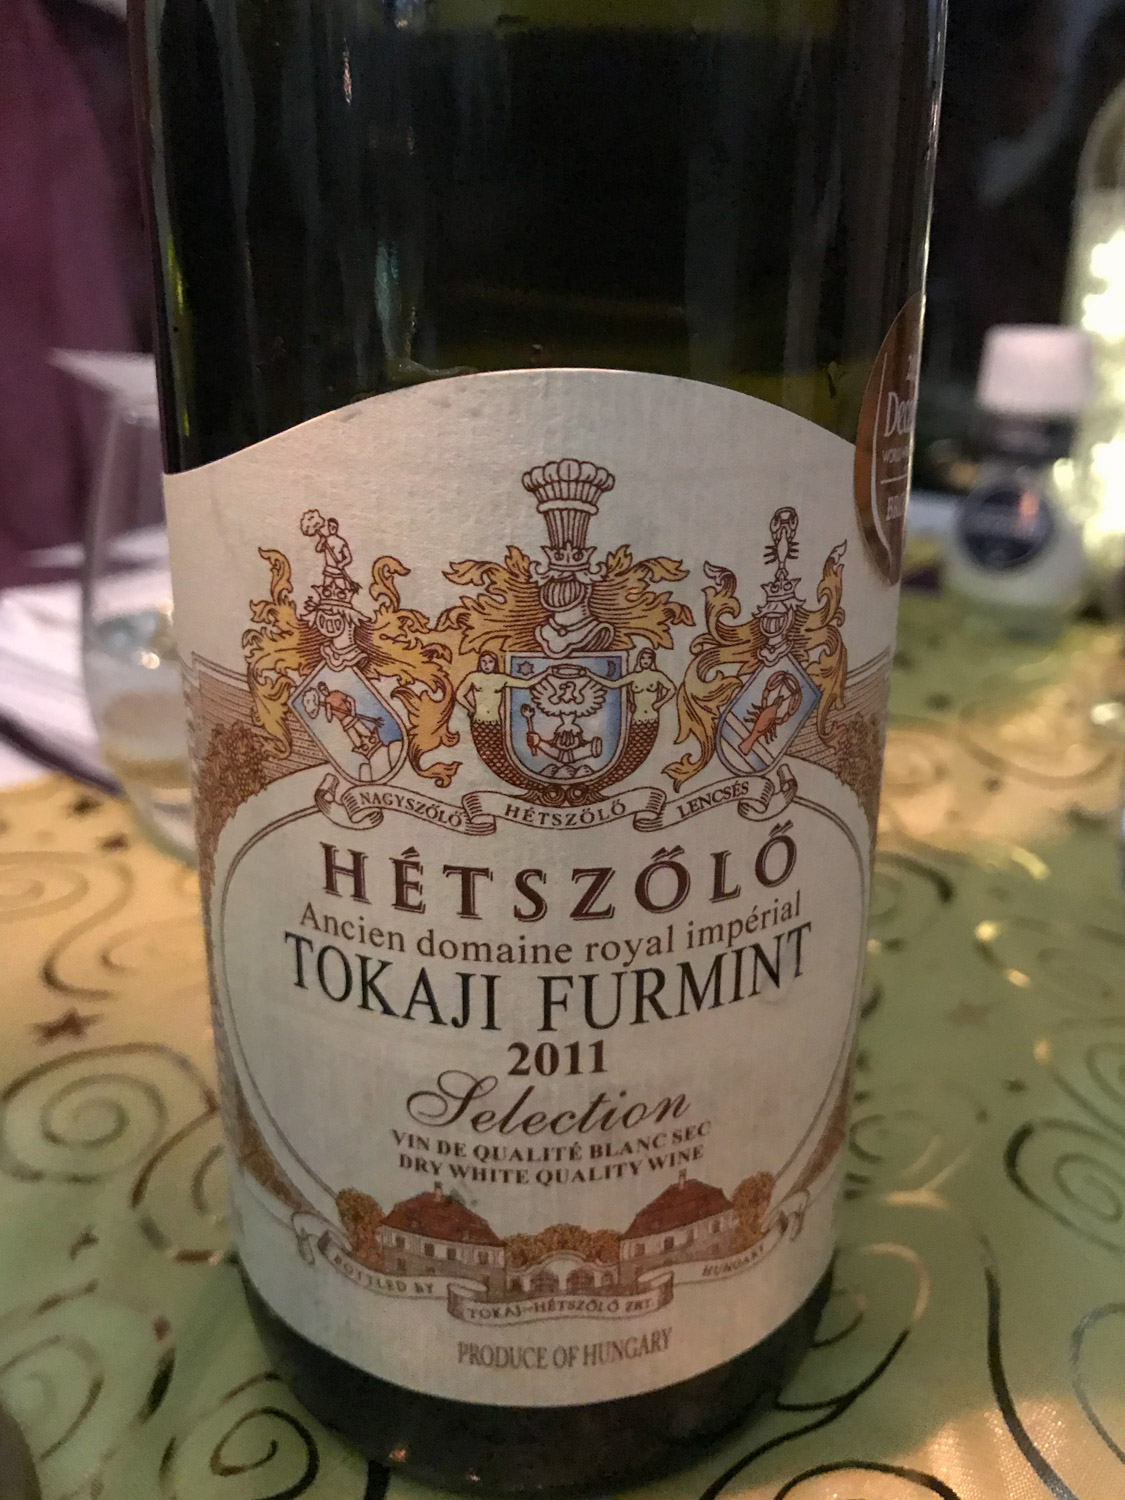 NAGYSZŐLŐ HÉTSZŐLŐ LENCSÉS
HÉTSZŐLŐ
Ancien domaine royal impérial
TOKAJI FURMINT
2011
Selection
VIN DE QUALITÉ BLANC SEC
DRY WHITE QUALITY WINE
BOTTLED BY
TOKAJ-HÉTSZŐLŐ ZRT.
HUNGARY
PRODUCE OF HUNGARY